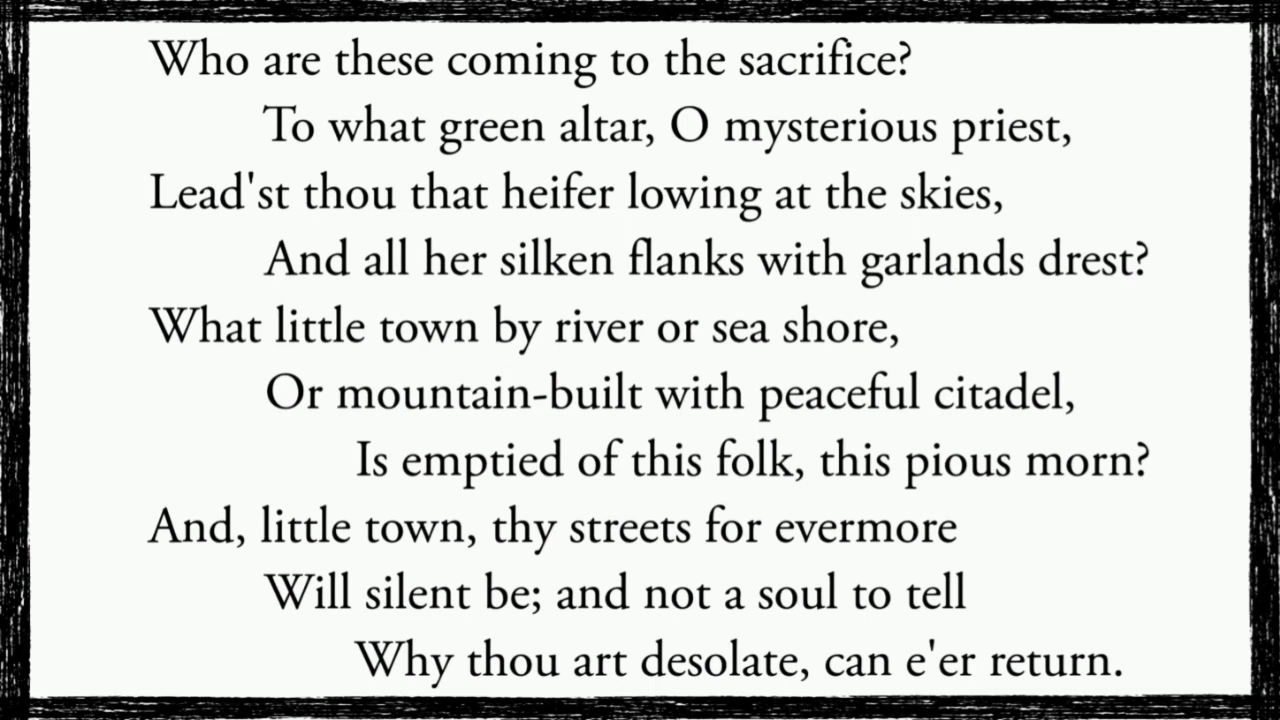 Who are these coming to the sacrifice?
To what green altar, O mysterious priest,
Lead'st thou that heifer lowing at the skies,
And all her silken flanks with garlands drest?
What little town by river or sea shore,
Or mountain-built with peaceful citadel,
Is emptied of this folk, this pious morn?
And, little town, thy streets for evermore
Will silent be; and not a soul to tell
Why thou art desolate, can e'er return.